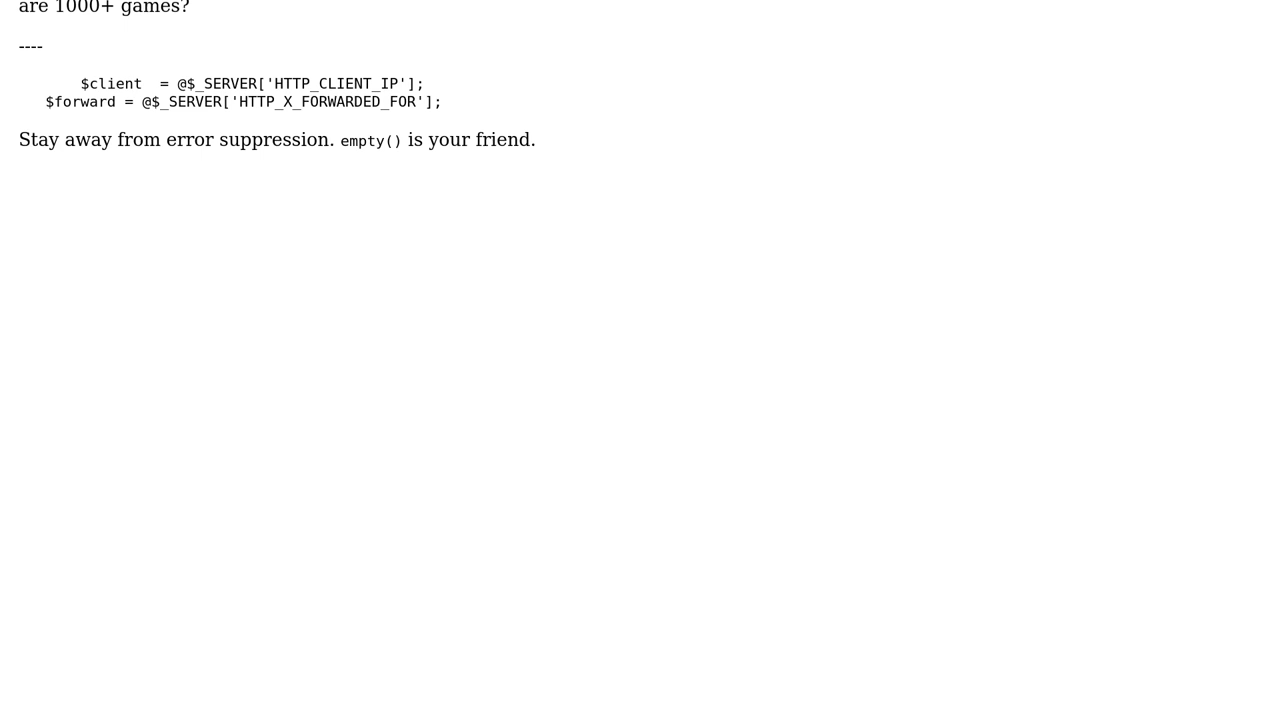 are 1000+ games?
----
    $client  = @$_SERVER['HTTP_CLIENT_IP'];
$forward = @$_SERVER['HTTP_X_FORWARDED_FOR'];
Stay away from error suppression. empty() is your friend.